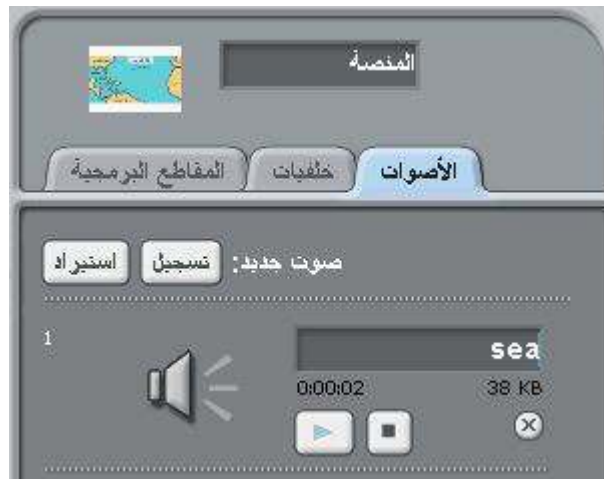 المنصة
الأصوات خلفيات المقاطع البرمجية
صوت جديد: تسجيل استيراد
1
sea
0:00:02 38 KB